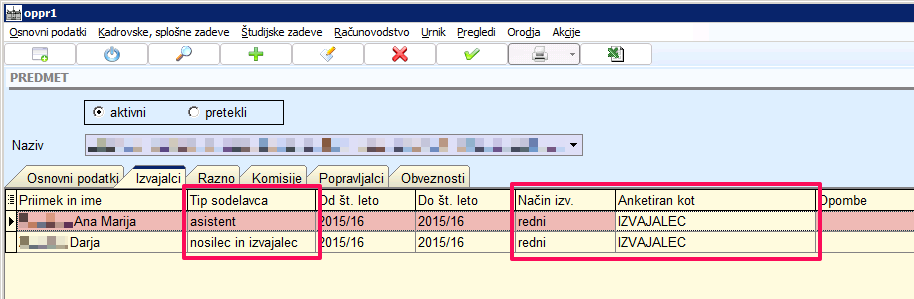 oppr1
Osnovni podatki Kadrovske, splošne zadeve Študijske zadeve Računovodstvo Urnik Pregledi Orodja Akcije
PREDMET
aktivni pretekli
Naziv
Osnovni podatki Izvajalci Razno Komisije Popravljalci Obveznosti
Priimek in ime Tip sodelavca Od št. leto Do št. leto Način izv. Anketiran kot Opombe
Ana Marija asistent 2015/16 2015/16 redni IZVAJALEC
Darja nosilec in izvajalec 2015/16 2015/16 redni IZVAJALEC